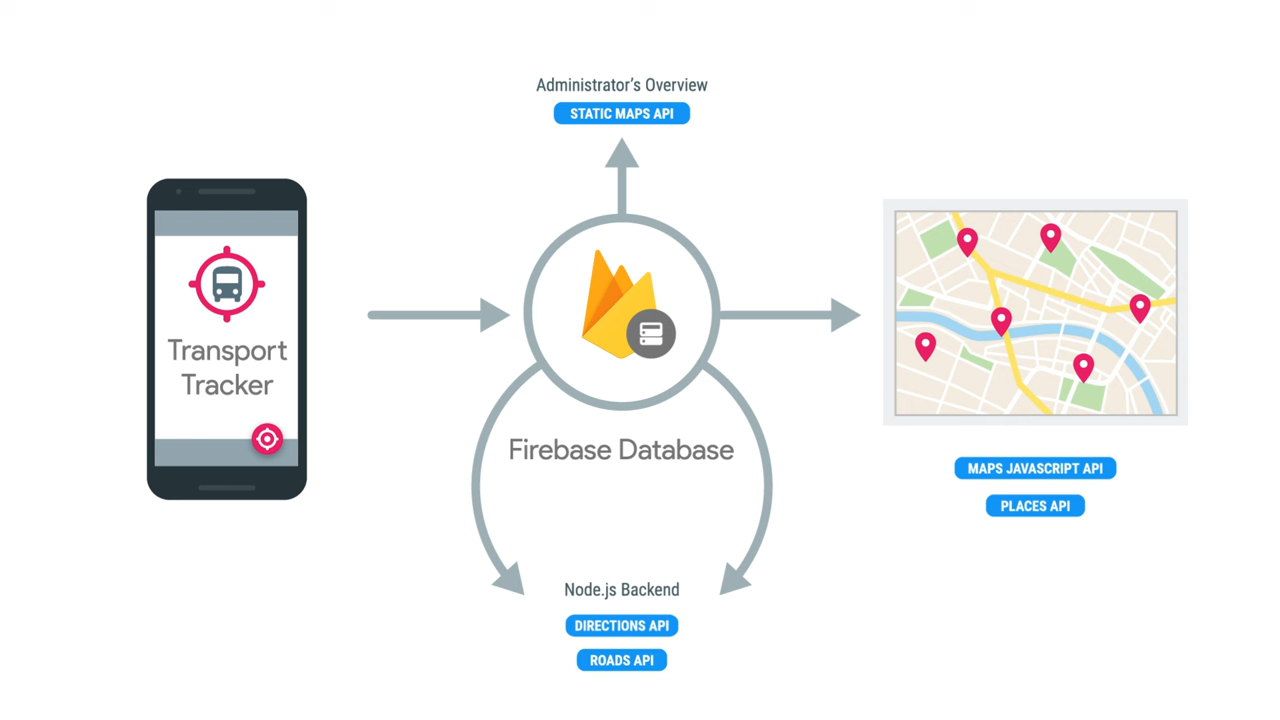 Administrator's Overview
STATIC MAPS API
Transport
Tracker
Firebase Database
MAPS JAVASCRIPT API
PLACES API
Node.js Backend
DIRECTIONS API
ROADS API